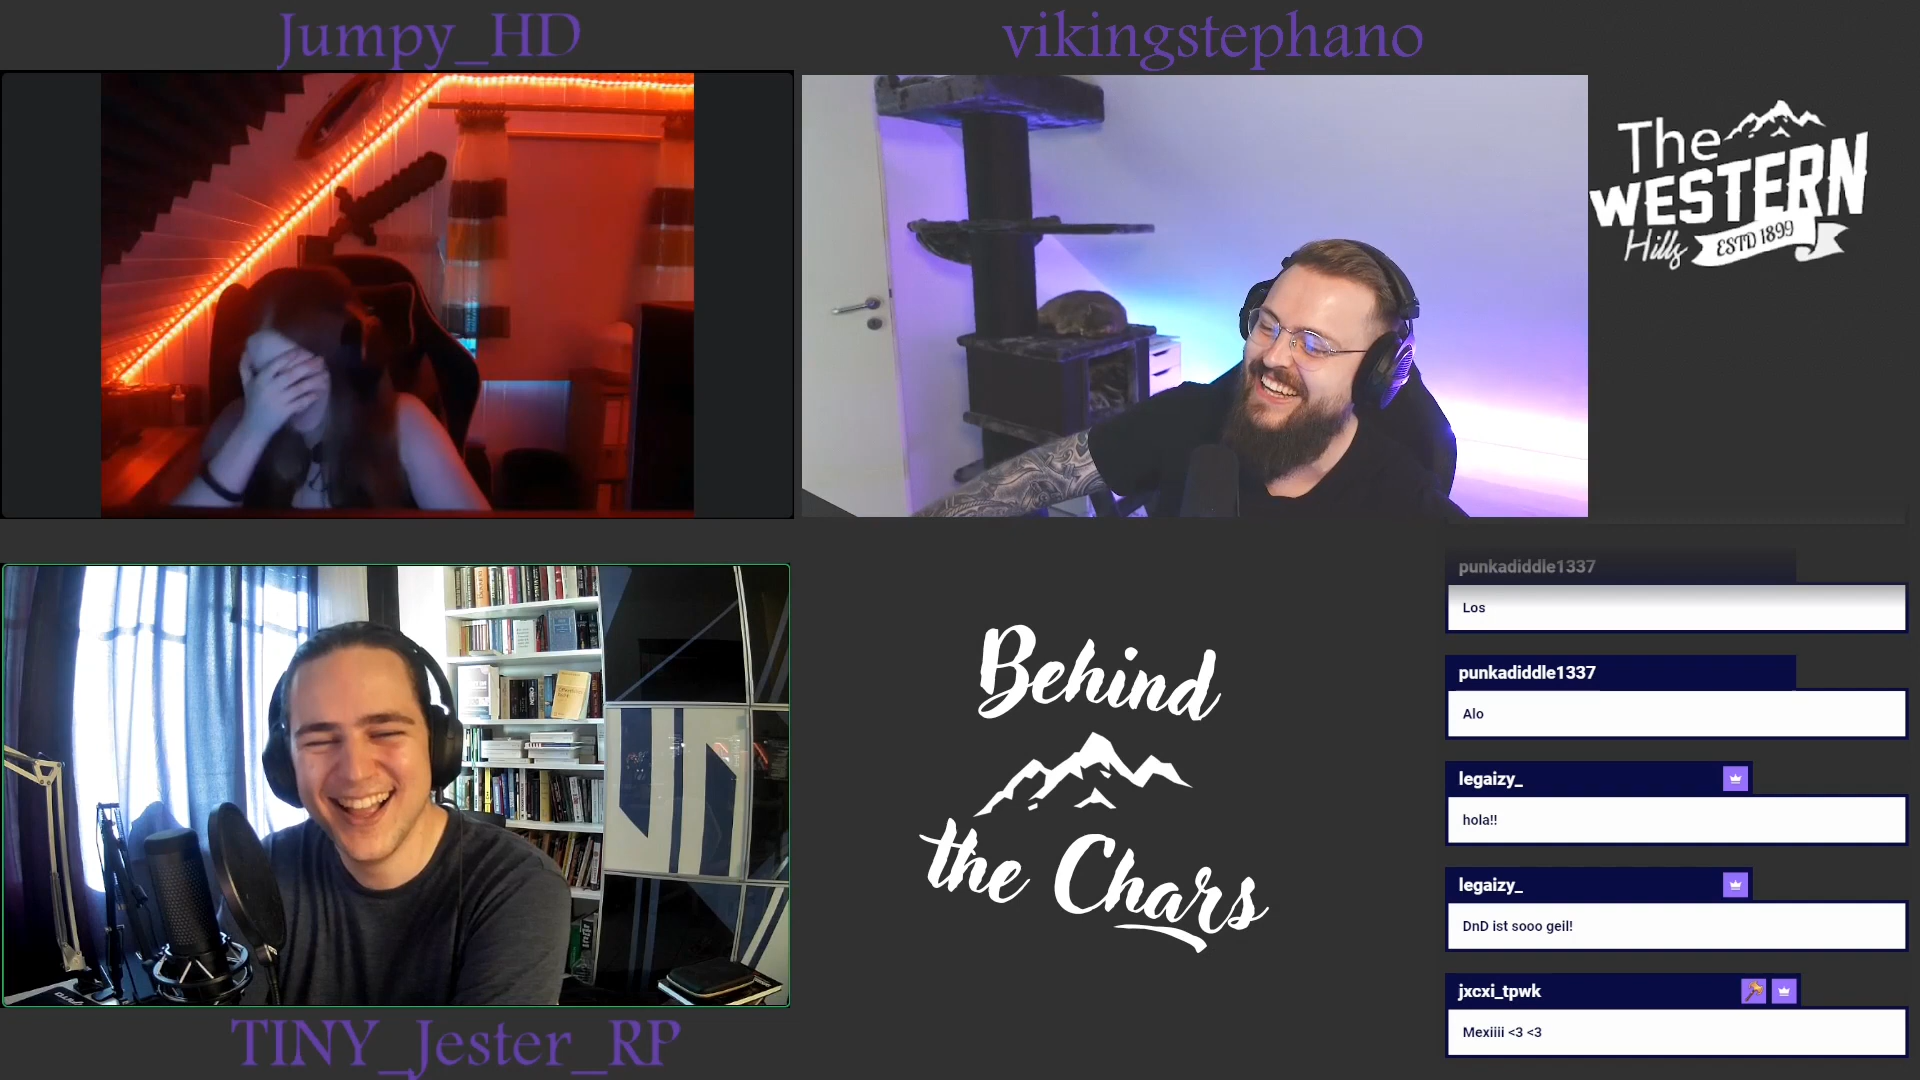 Jumpy_HD
vikingstephano
The
WESTERN
Hills
ESTD 1899
punkadiddle1337
Los
punkadiddle1337
Alo
legaizy_
hola!!
legaizy_
DnD ist sooo geil!
jxcxi_tpwk
Mexiiii <3 <3
Behind
the Chars
TINY_Jester_RP